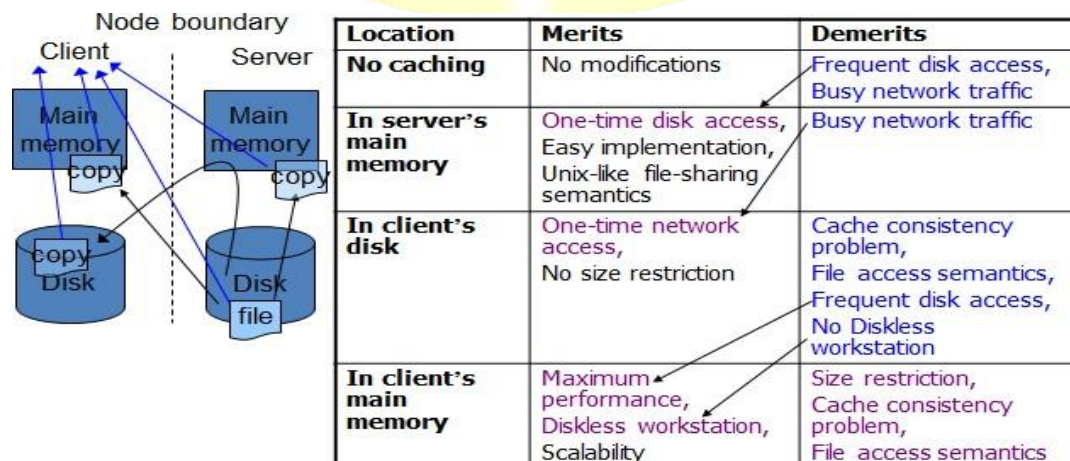 Node boundary
Client
Server
Main
memory
copy
Main
memory
copy
copy
Disk
Disk
file
Location
Merits
Demerits
No caching
No modifications
Frequent disk access,
Busy network traffic
In server's
main
memory
One-time disk access,
Easy implementation,
Unix-like file-sharing
semantics
Busy network traffic
In client's
disk
One-time network
access,
No size restriction
Cache consistency
problem,
File access semantics,
Frequent disk access,
No Diskless
workstation
In client's
main
memory
Maximum
performance,
Diskless workstation,
Scalability
Size restriction,
Cache consistency
problem,
File access semantics